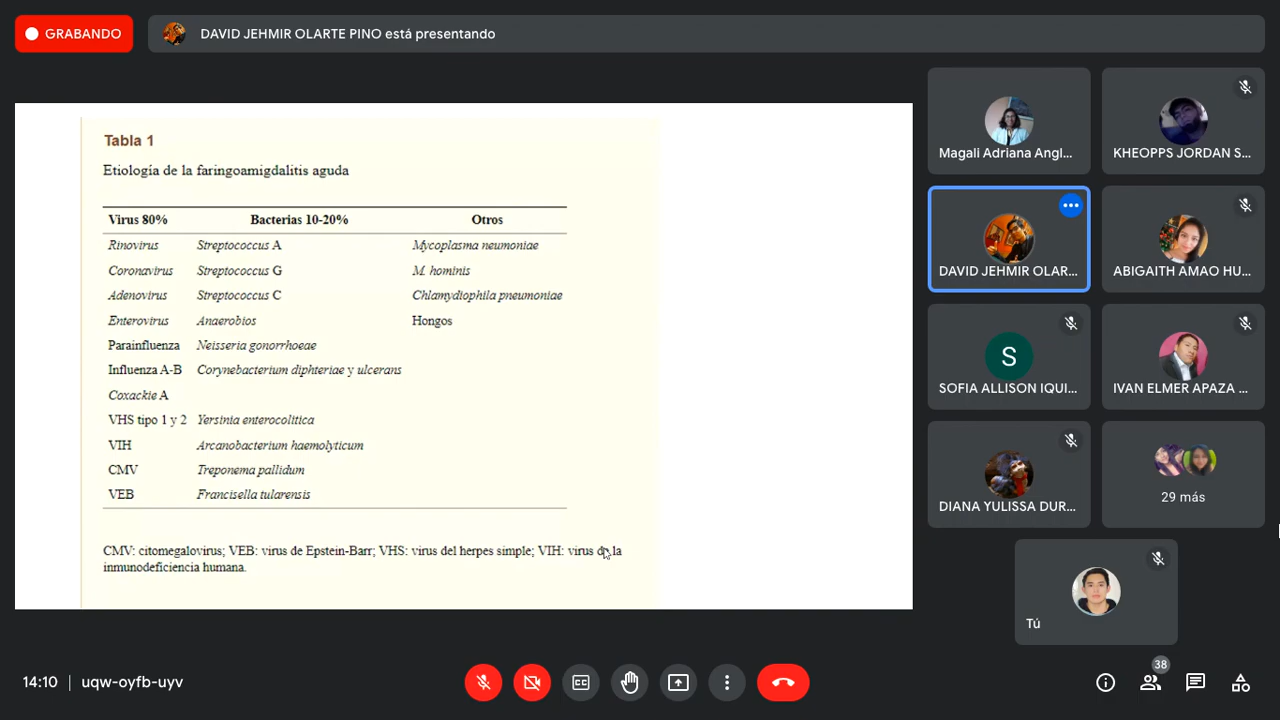 GRABANDO
DAVID JEHMIR OLARTE PINO está presentando
Tabla 1
Etiología de la faringoamigdalitis aguda
Virus 80% Bacterias 10-20% Otros
Rinovirus Streptococcus A Mycoplasma neumoniae
Coronavirus Streptococcus G M. hominis
Adenovirus Streptococcus C Chlamydiophila pneumoniae
Enterovirus Anaerobios Hongos
Parainfluenza Neisseria gonorrhoeae
Influenza A-B Corynebacterium diphteriae y ulcerans
Coxackie A
VHS tipo 1 y 2 Yersinia enterocolitica
VIH Arcanobacterium haemolyticum
CMV Treponema pallidum
VEB Francisella tularensis
CMV: citomegalovirus; VEB: virus de Epstein-Barr; VHS: virus del herpes simple; VIH: virus de la
inmunodeficiencia humana.
Magali Adriana Angl...
KHEOPPS JORDAN S...
DAVID JEHMIR OLAR...
ABIGAITH AMAO HU...
S
SOFIA ALLISON IQUI...
IVAN ELMER APAZA ...
DIANA YULISSA DUR...
29 más
Tú
14:10 | uqw-oyfb-uyv
CC
38